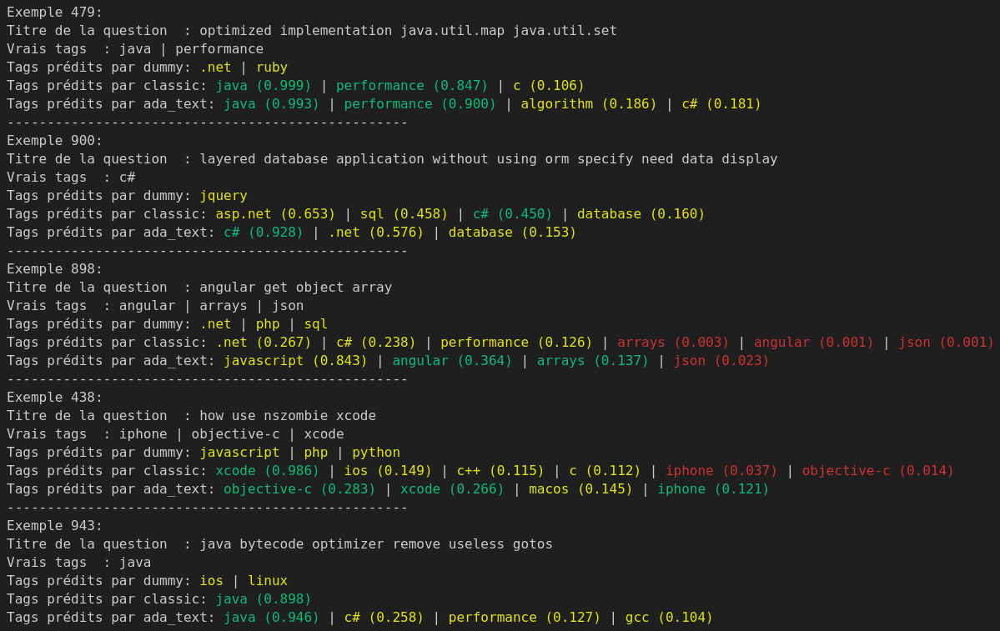 Exemple 479:
Titre de la question  : optimized implementation java.util.map java.util.set
Vrais tags  : java | performance
Tags prédits par dummy: .net | ruby
Tags prédits par classic: java (0.999) | performance (0.847) | c (0.106)
Tags prédits par ada_text: java (0.993) | performance (0.900) | algorithm (0.186) | c# (0.181)
--------------------------------------------------
Exemple 900:
Titre de la question  : layered database application without using orm specify need data display
Vrais tags  : c#
Tags prédits par dummy: jquery
Tags prédits par classic: asp.net (0.653) | sql (0.458) | c# (0.450) | database (0.160)
Tags prédits par ada_text: c# (0.928) | .net (0.576) | database (0.153)
--------------------------------------------------
Exemple 898:
Titre de la question  : angular get object array
Vrais tags  : angular | arrays | json
Tags prédits par dummy: .net | php | sql
Tags prédits par classic: .net (0.267) | c# (0.238) | performance (0.126) | arrays (0.003) | angular (0.001) | json (0.001)
Tags prédits par ada_text: javascript (0.843) | angular (0.364) | arrays (0.137) | json (0.023)
--------------------------------------------------
Exemple 438:
Titre de la question  : how use nszombie xcode
Vrais tags  : iphone | objective-c | xcode
Tags prédits par dummy: javascript | php | python
Tags prédits par classic: xcode (0.986) | ios (0.149) | c++ (0.115) | c (0.112) | iphone (0.037) | objective-c (0.014)
Tags prédits par ada_text: objective-c (0.283) | xcode (0.266) | macos (0.145) | iphone (0.121)
--------------------------------------------------
Exemple 943:
Titre de la question  : java bytecode optimizer remove useless gotos
Vrais tags  : java
Tags prédits par dummy: ios | linux
Tags prédits par classic: java (0.898)
Tags prédits par ada_text: java (0.946) | c# (0.258) | performance (0.127) | gcc (0.104)